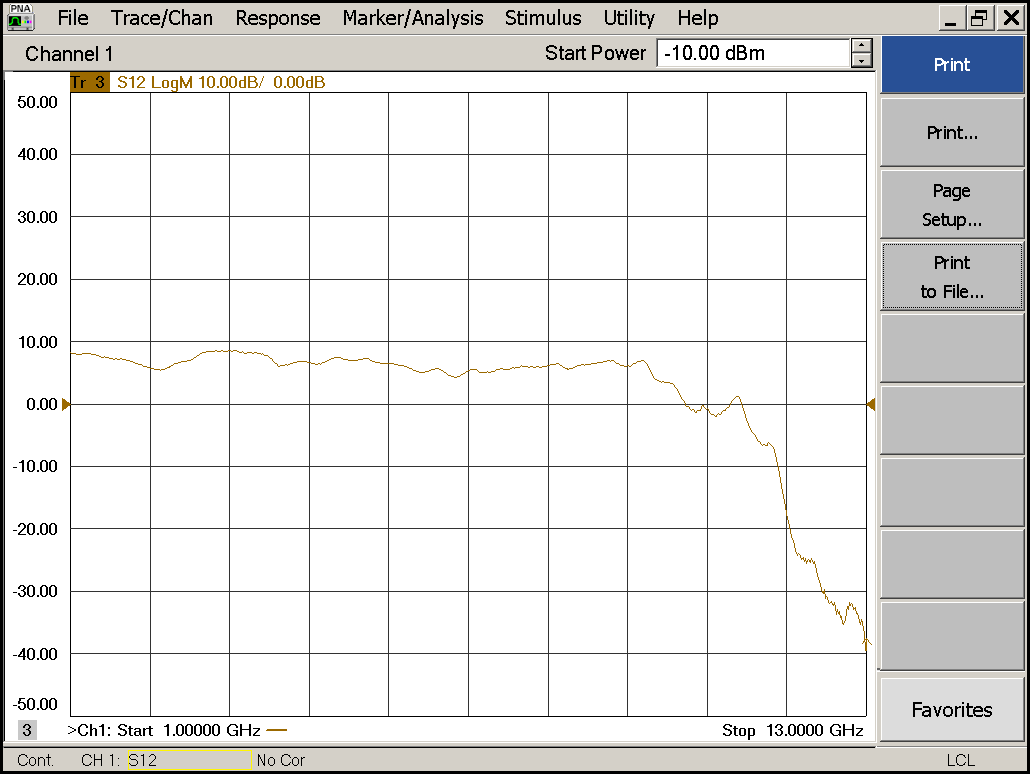 PNA File Trace/Chan Response Marker/Analysis Stimulus Utility Help
Channel 1 Start Power -10.00 dBm
Tr 3 S12 LogM 10.00dB/ 0.00dB
50.00
40.00
30.00
20.00
10.00
0.00
-10.00
-20.00
-30.00
-40.00
-50.00
3 >Ch1: Start 1.00000 GHz Stop 13.0000 GHz
Cont. CH 1: S12 No Cor LCL
Print
Print...
Page
Setup...
Print
to File...
Favorites